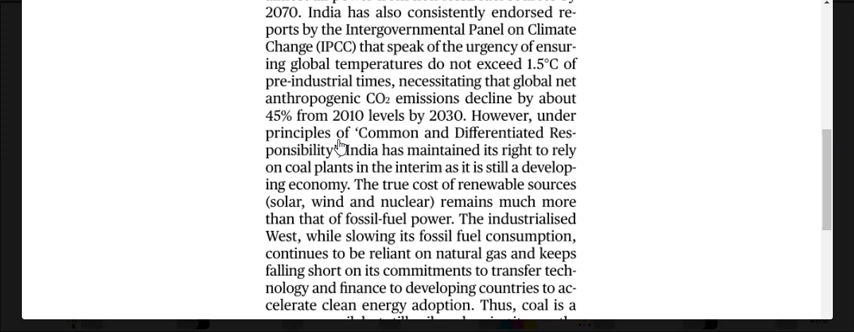 2070. India has also consistently endorsed re-
ports by the Intergovernmental Panel on Climate
Change (IPCC) that speak of the urgency of ensur-
ing global temperatures do not exceed 1.5°C of
pre-industrial times, necessitating that global net
anthropogenic CO₂ emissions decline by about
45% from 2010 levels by 2030. However, under
principles of ‘Common and Differentiated Res-
ponsibility’ India has maintained its right to rely
on coal plants in the interim as it is still a develop-
ing economy. The true cost of renewable sources
(solar, wind and nuclear) remains much more
than that of fossil-fuel power. The industrialised
West, while slowing its fossil fuel consumption,
continues to be reliant on natural gas and keeps
falling short on its commitments to transfer tech-
nology and finance to developing countries to ac-
celerate clean energy adoption. Thus, coal is a